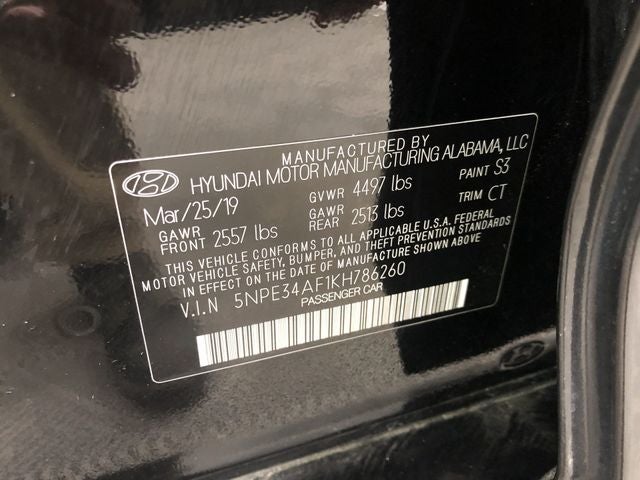 MANUFACTURED BY
HYUNDAI MOTOR MANUFACTURING ALABAMA, LLC
Mar/25/19 GVWR 4497 lbs PAINT S3
GAWR FRONT 2557 lbs GAWR REAR 2513 lbs TRIM CT
THIS VEHICLE CONFORMS TO ALL APPLICABLE U.S.A. FEDERAL
MOTOR VEHICLE SAFETY, BUMPER, AND THEFT PREVENTION
STANDARDS IN EFFECT ON THE DATE OF MANUFACTURE SHOWN ABOVE
V.I.N 5NPE34AF1KH786260
PASSENGER CAR